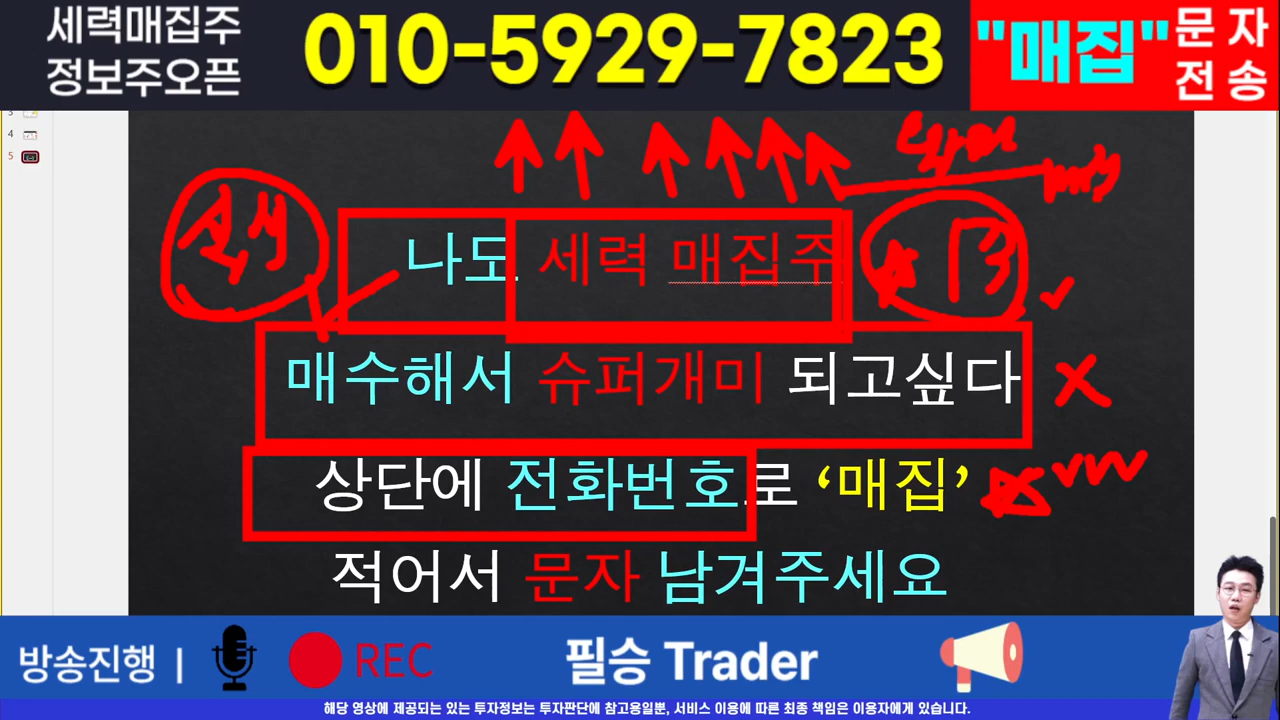 세력매집주
정보주오픈
010-5929-7823
"매집"
문자
전송
3
4
5
나도 세력 매집주
매수해서 슈퍼개미 되고싶다
상단에 전화번호로 ‘매집’
적어서 문자 남겨주세요
방송진행 |
REC
필승 Trader
해당 영상에 제공되는 있는 투자정보는 투자판단에 참고용일뿐, 서비스 이용에 따른 최종 책임은 이용자에게 있습니다.